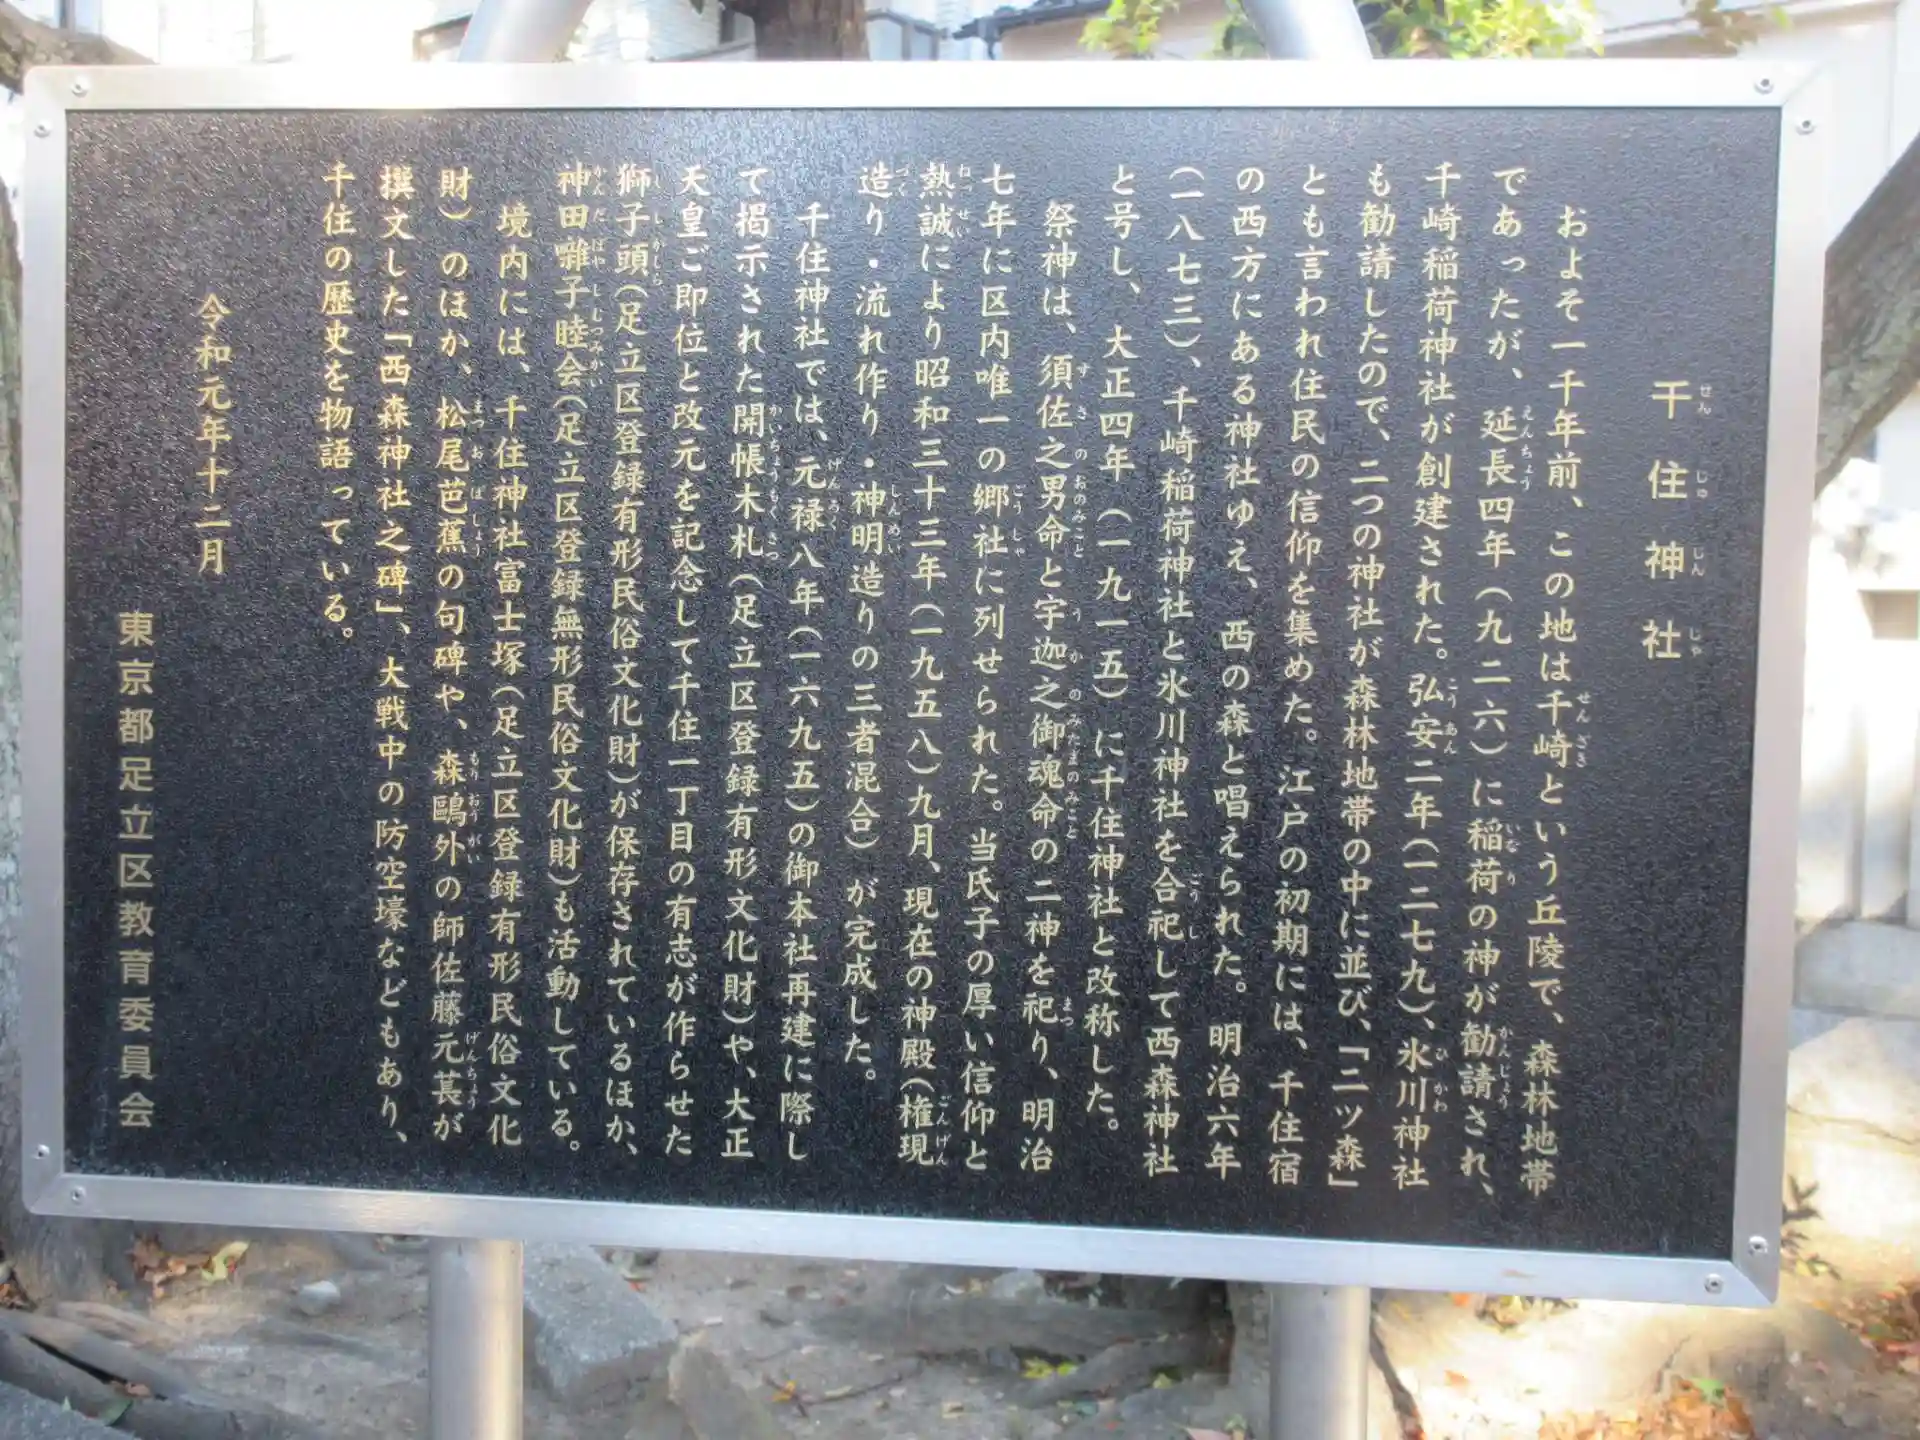 千住神社
およそ一千年前、この地は千崎という丘陵で、森林地帯
であったが、延長四年（九二六）に稲荷の神が勧請され、
千崎稲荷神社が創建された。弘安二年（一二七九）、氷川神社
も勧請したので、二つの神社が森林地帯の中に並び、「二ツ森」
とも言われ住民の信仰を集めた。江戸の初期には、千住宿
の西方にある神社ゆえ、西の森と唱えられた。明治六年
（一八七三）、千崎稲荷神社と氷川神社を合祀して西森神社
と号し、大正四年（一九一五）に千住神社と改称した。
祭神は、須佐之男命と宇迦之御魂命の二神を祀り、明治
七年に区内唯一の郷社に列せられた。当氏子の厚い信仰と
熱誠により昭和三十三年（一九五八）九月、現在の神殿（権現
造り・流れ作り・神明造りの三者混合）が完成した。
千住神社では、元禄八年（一六九五）の御本社再建に際し
て掲示された開帳木札（足立区登録有形文化財）や、大正
天皇ご即位と改元を記念して千住一丁目の有志が作らせた
獅子頭（足立区登録有形民俗文化財）が保存されているほか、
神田囃子睦会（足立区登録無形民俗文化財）も活動している。
境内には、千住神社富士塚（足立区登録有形民俗文化
財）のほか、松尾芭蕉の句碑や、森鷗外の師佐藤元萇が
撰文した「西森神社之碑」、大戦中の防空壕などもあり、
千住の歴史を物語っている。
令和元年十二月
東京都足立区教育委員会